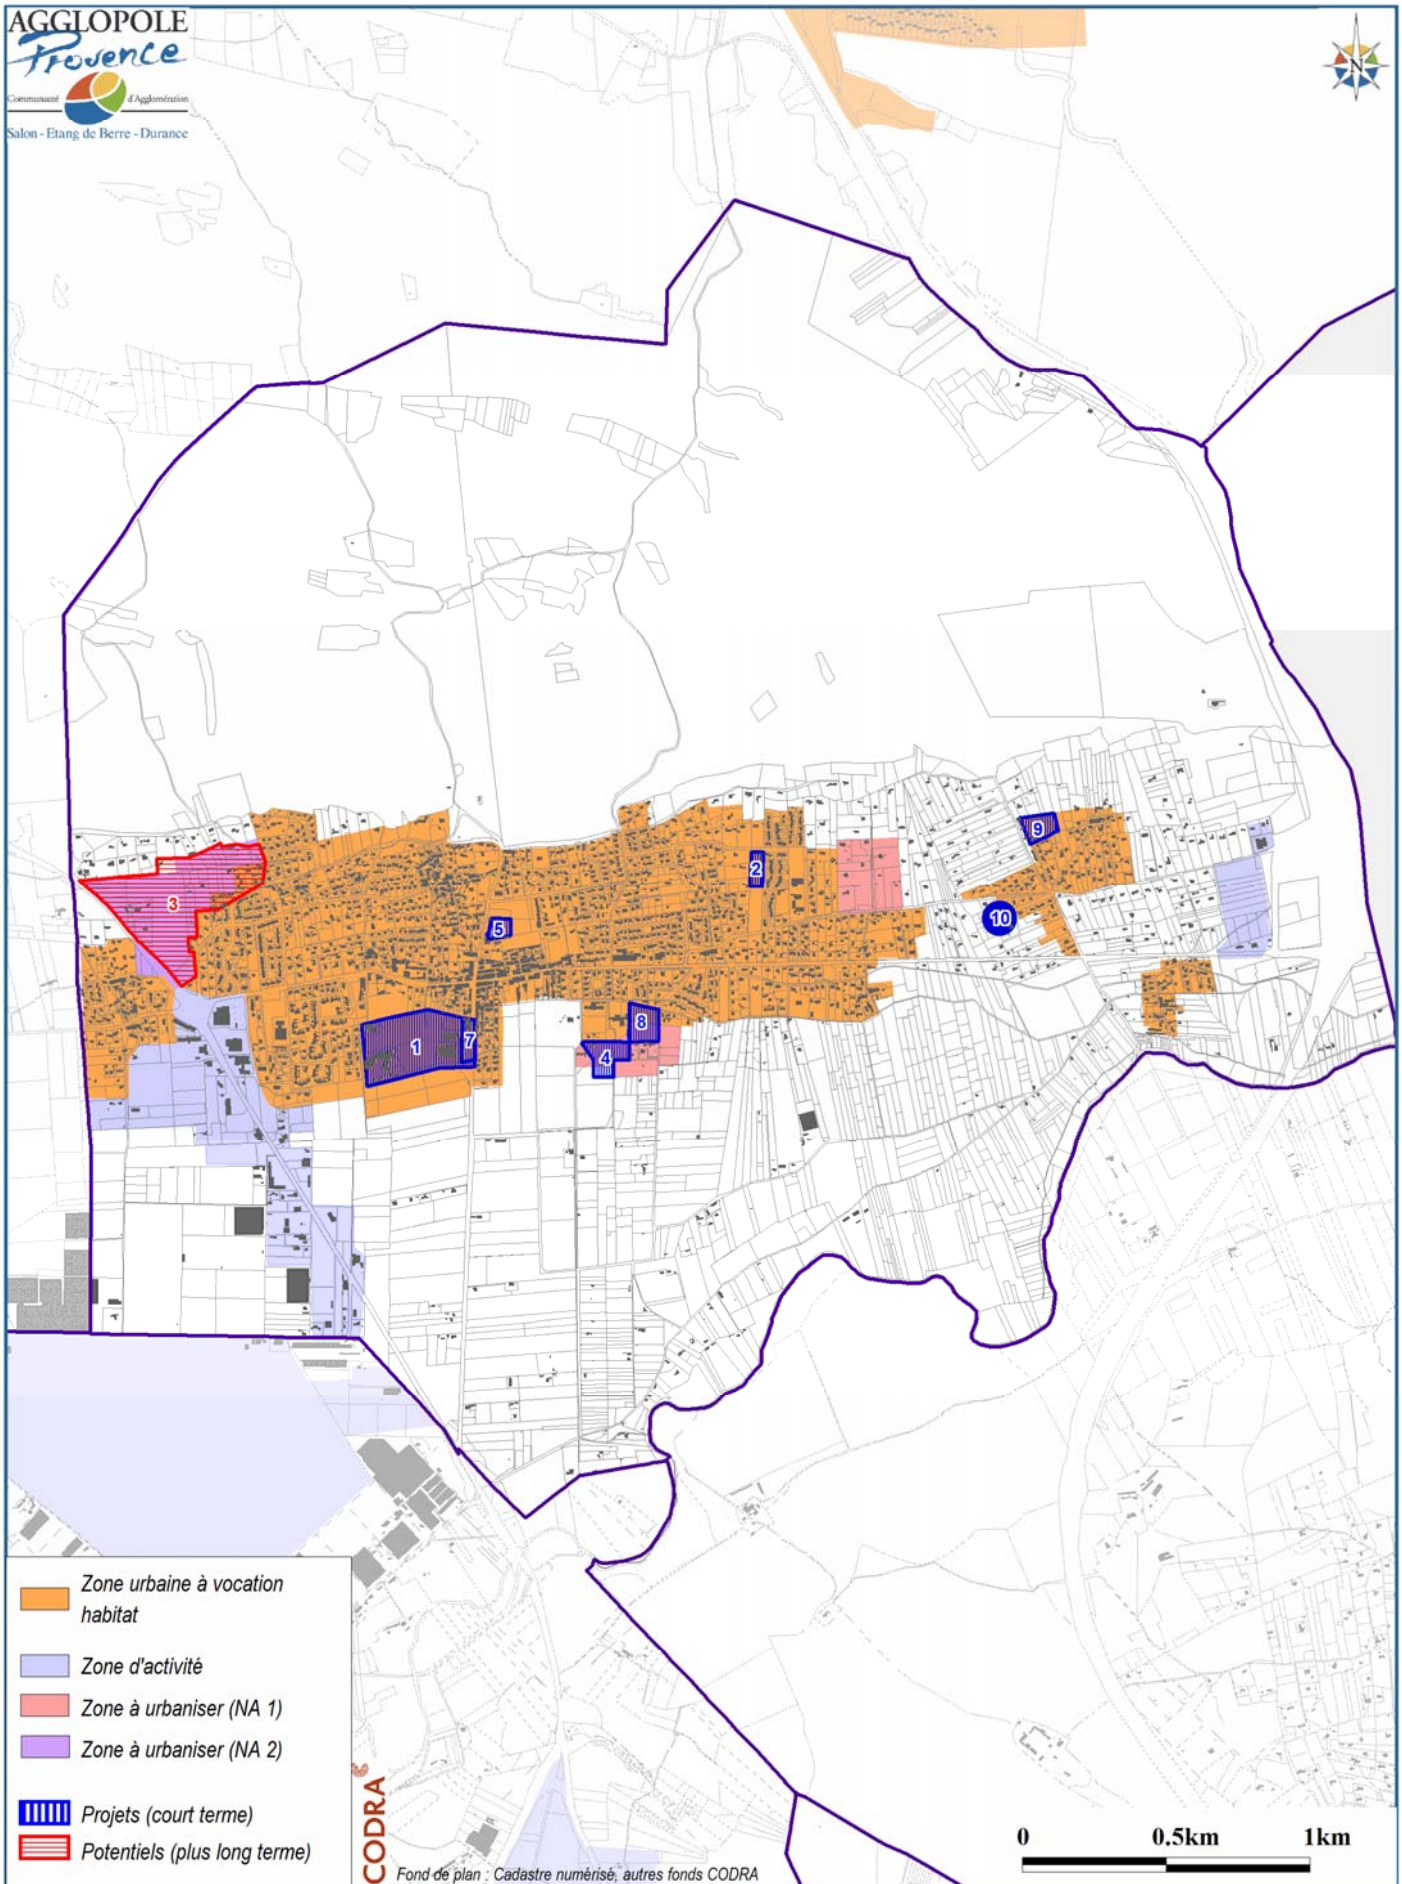 AGGLOPOLE
Provence
Communauté d'Agglomération
Salon - Etang de Berre - Durance
N
9
2
3
10
5
8
7
1
4
Zone urbaine à vocation
habitat
Zone d'activité
Zone à urbaniser (NA 1)
Zone à urbaniser (NA 2)
Projets (court terme)
Potentiels (plus long terme)
CODRA
Fond de plan : Cadastre numérisé, autres fonds CODRA
0 0.5km 1km